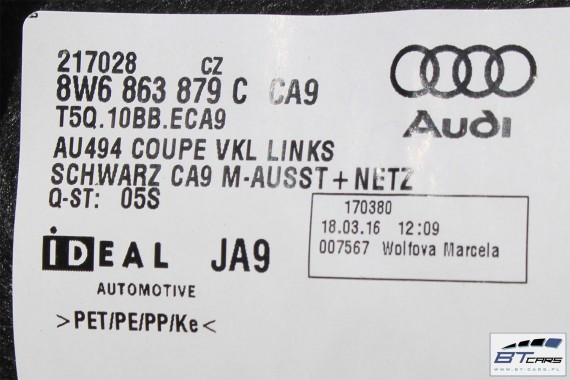 217028 CZ
8W6 863 879 C CA9
T5Q.10BB.ECA9
AU494 COUPE VKL LINKS
SCHWARZ CA9 M-AUSST+NETZ
Q-ST: 05S
Audi
170380
18.03.16 12:09
007567 Wolfova Marcela
iDEAL JA9
AUTOMOTIVE
>PET/PE/PP/Ke<
BTCARS
WWW.BT-CARS.PL